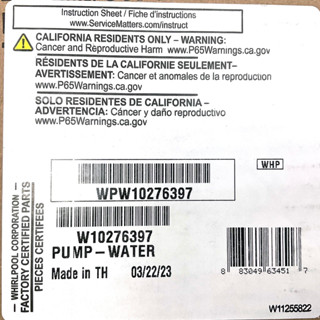 Instruction Sheet / Fiche d'instructions
www.ServiceMatters.com/instruct
CALIFORNIA RESIDENTS ONLY – WARNING:
Cancer and Reproductive Harm www.P65Warnings.ca.gov
RÉSIDENTS DE LA CALIFORNIE SEULEMENT–
AVERTISSEMENT: Cancer et anomales de la reproduction
www.P65Warnings.ca.gov
SOLO RESIDENTES DE CALIFORNIA –
ADVERTENCIA: Cáncer y daño reproductivo
www.P65Warnings.ca.gov
WHP
WPW10276397
W10276397
PUMP–WATER
Made in TH 03/22/23
8 83049 63451 7
W11255822
– WHIRLPOOL CORPORATION –
FACTORY CERTIFIED PARTS
PIECES CERTIFEES